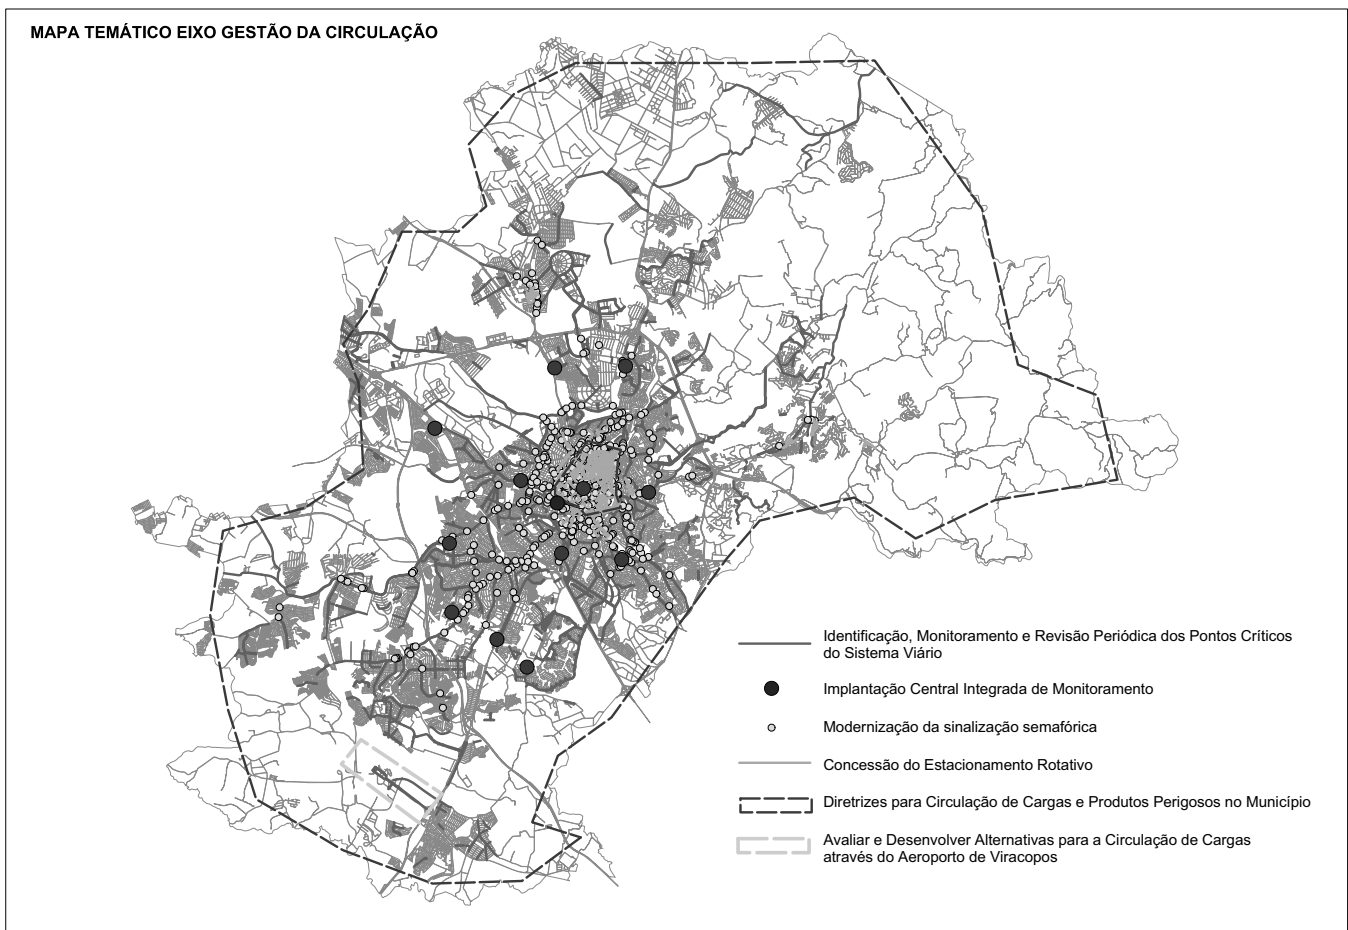 MAPA TEMÁTICO EIXO GESTÃO DA CIRCULAÇÃO
Identificação, Monitoramento e Revisão Periódica dos Pontos Críticos
do Sistema Viário
Implantação Central Integrada de Monitoramento
Modernização da sinalização semafórica
Concessão do Estacionamento Rotativo
Diretrizes para Circulação de Cargas e Produtos Perigosos no Município
Avaliar e Desenvolver Alternativas para a Circulação de Cargas
através do Aeroporto de Viracopos